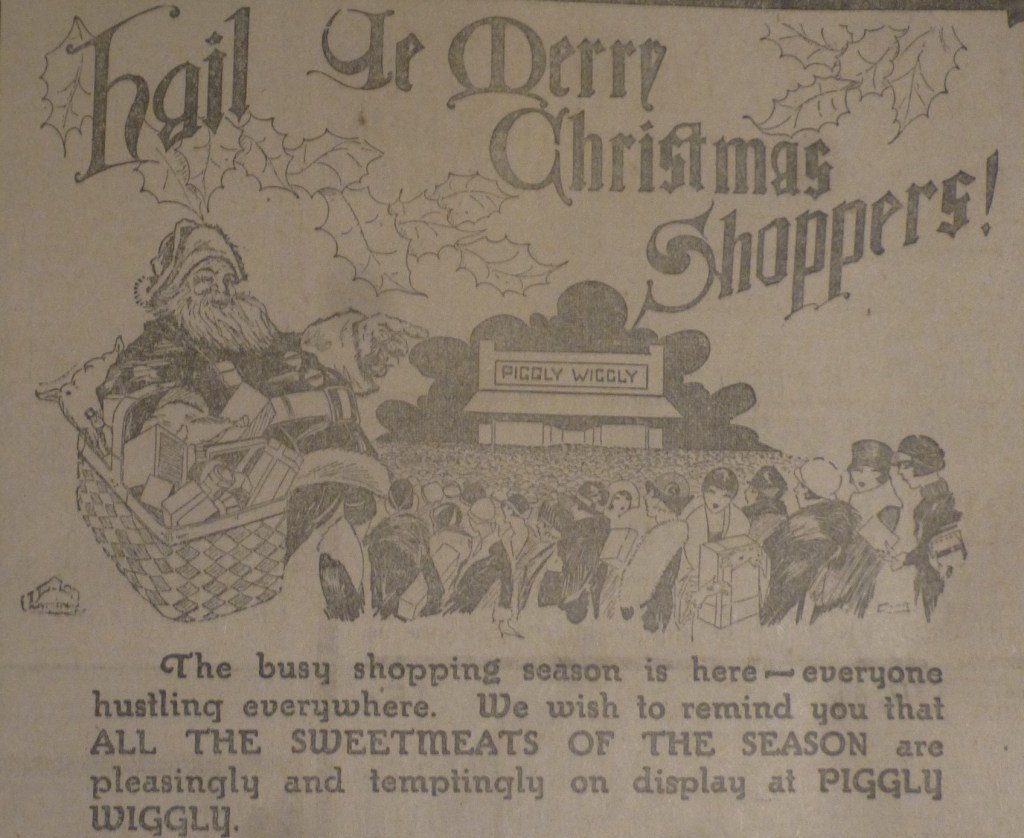 Hail Ye Merry
Christmas
Shoppers!
PIGGLY WIGGLY
The busy shopping season is here — everyone
hustling everywhere. We wish to remind you that
ALL THE SWEETMEATS OF THE SEASON are
pleasingly and temptingly on display at PIGGLY
WIGGLY.